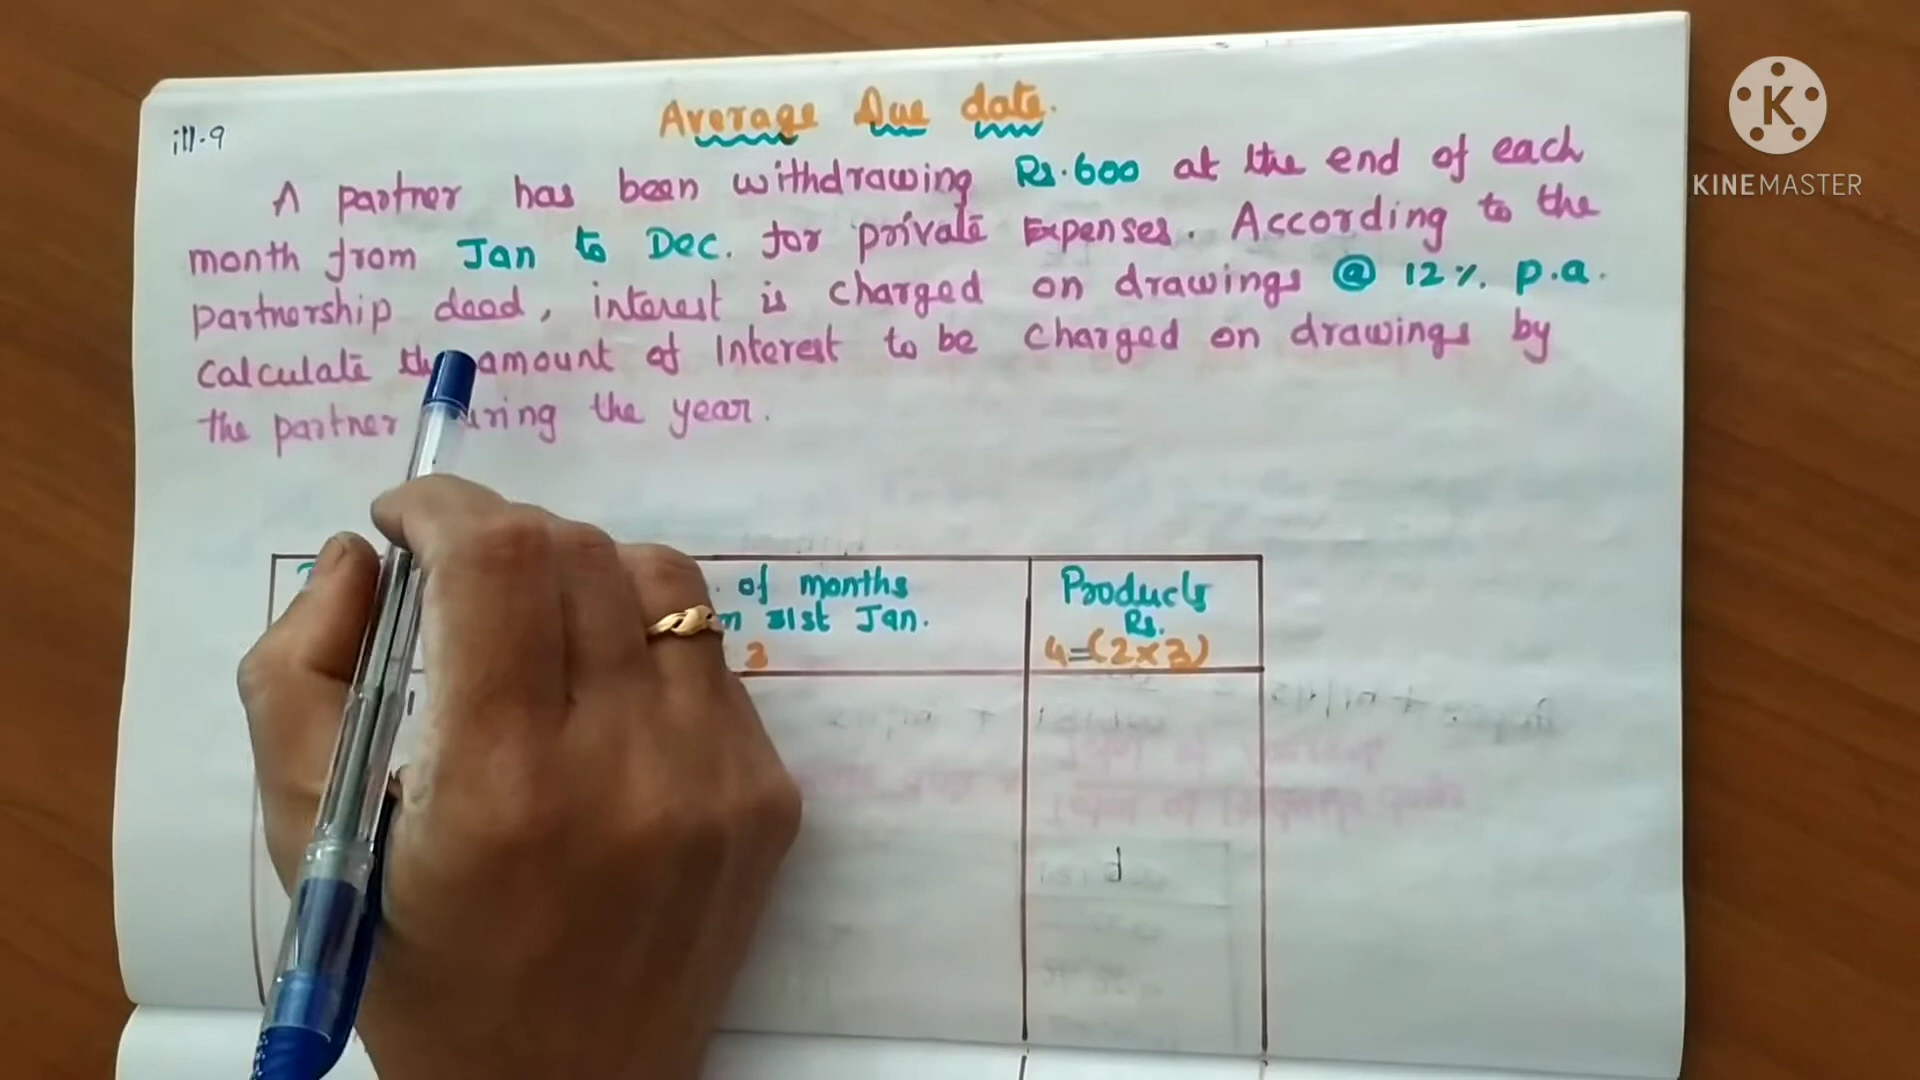 Average Due date.
ill-9
A partner has been withdrawing Rs.600 at the end of each
month from Jan to Dec. for private Expenses. According to the
partnership deed, interest is charged on drawings @ 12%. p.a.
Calculate the amount of Interest to be charged on drawings by
the partner uring the year.
of months
31st Jan.
3
Products
Rs.
4=(2x3)
K
KINEMASTER